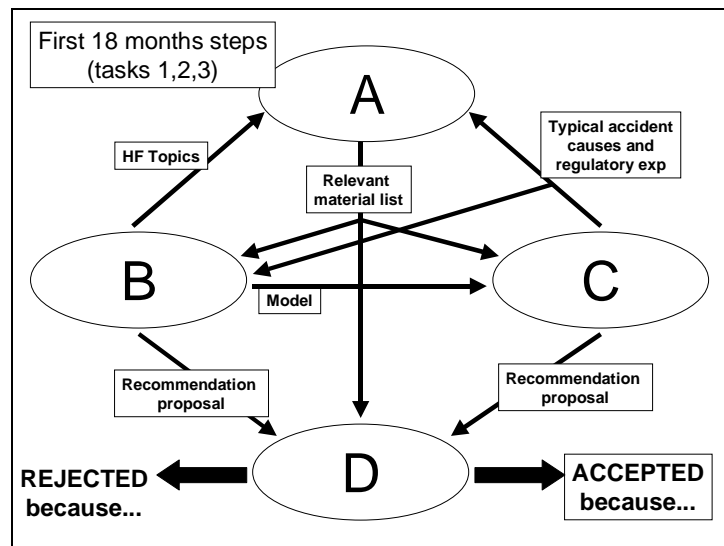 First 18 months steps
(tasks 1,2,3)
A
HF Topics
Typical accident
causes and
regulatory exp
Relevant
material list
B
C
Model
Recommendation
proposal
Recommendation
proposal
D
REJECTED
because...
ACCEPTED
because...